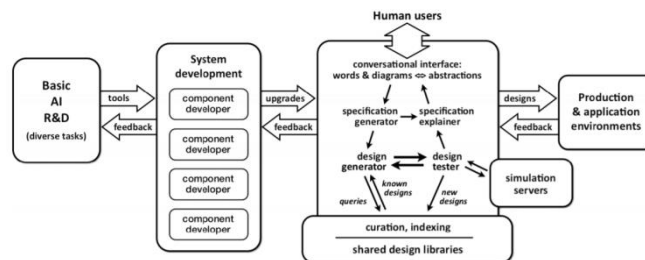 Human users
Basic
AI
R&D
(diverse tasks)
tools
feedback
System
development
component
developer
component
developer
component
developer
component
developer
upgrades
feedback
conversational interface:
words & diagrams <=> abstractions
specification
generator
specification
explainer
design
generator
design
tester
queries
known
designs
new
designs
curation, indexing
shared design libraries
simulation
servers
designs
feedback
Production
& application
environments